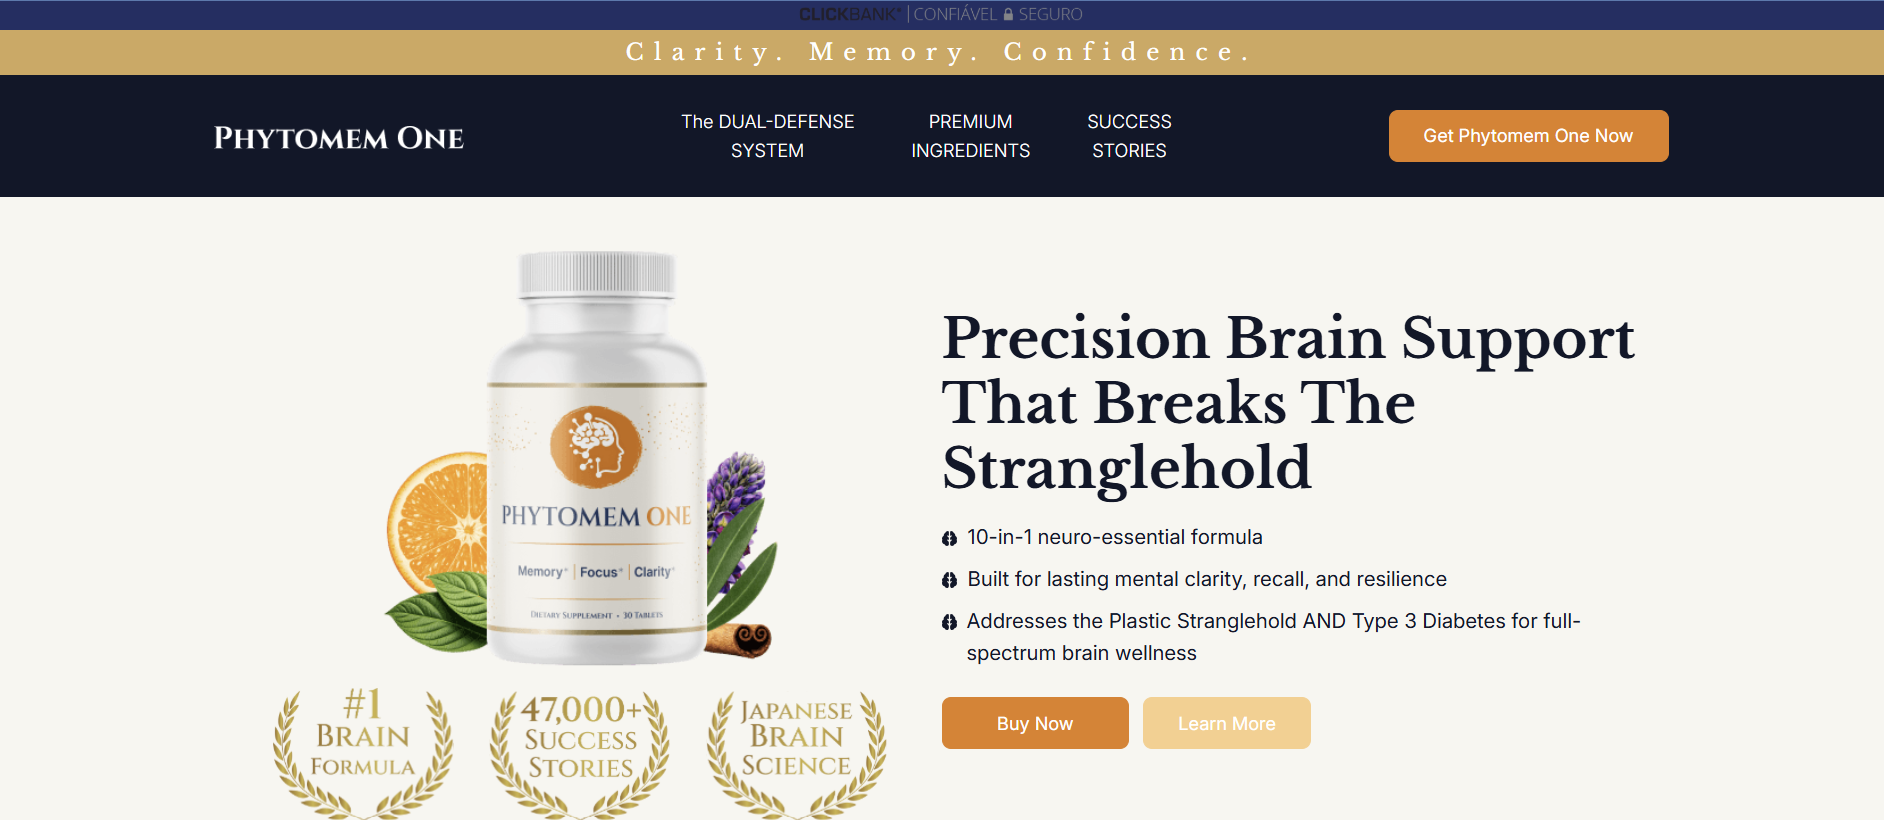 CLICKBANK® | CONFIÁVEL SEGURO
Clarity. Memory. Confidence.
PHYTOMEM ONE
The DUAL-DEFENSE
SYSTEM
PREMIUM
INGREDIENTS
SUCCESS
STORIES
Get Phytomem One Now
PHYTOMEM ONE
Memory* | Focus* | Clarity*
DIETARY SUPPLEMENT • 30 TABLETS
#1
BRAIN
FORMULA
47,000+
SUCCESS
STORIES
JAPANESE
BRAIN
SCIENCE
Precision Brain Support
That Breaks The
Stranglehold
10-in-1 neuro-essential formula
Built for lasting mental clarity, recall, and resilience
Addresses the Plastic Stranglehold AND Type 3 Diabetes for full-
spectrum brain wellness
Buy Now
Learn More